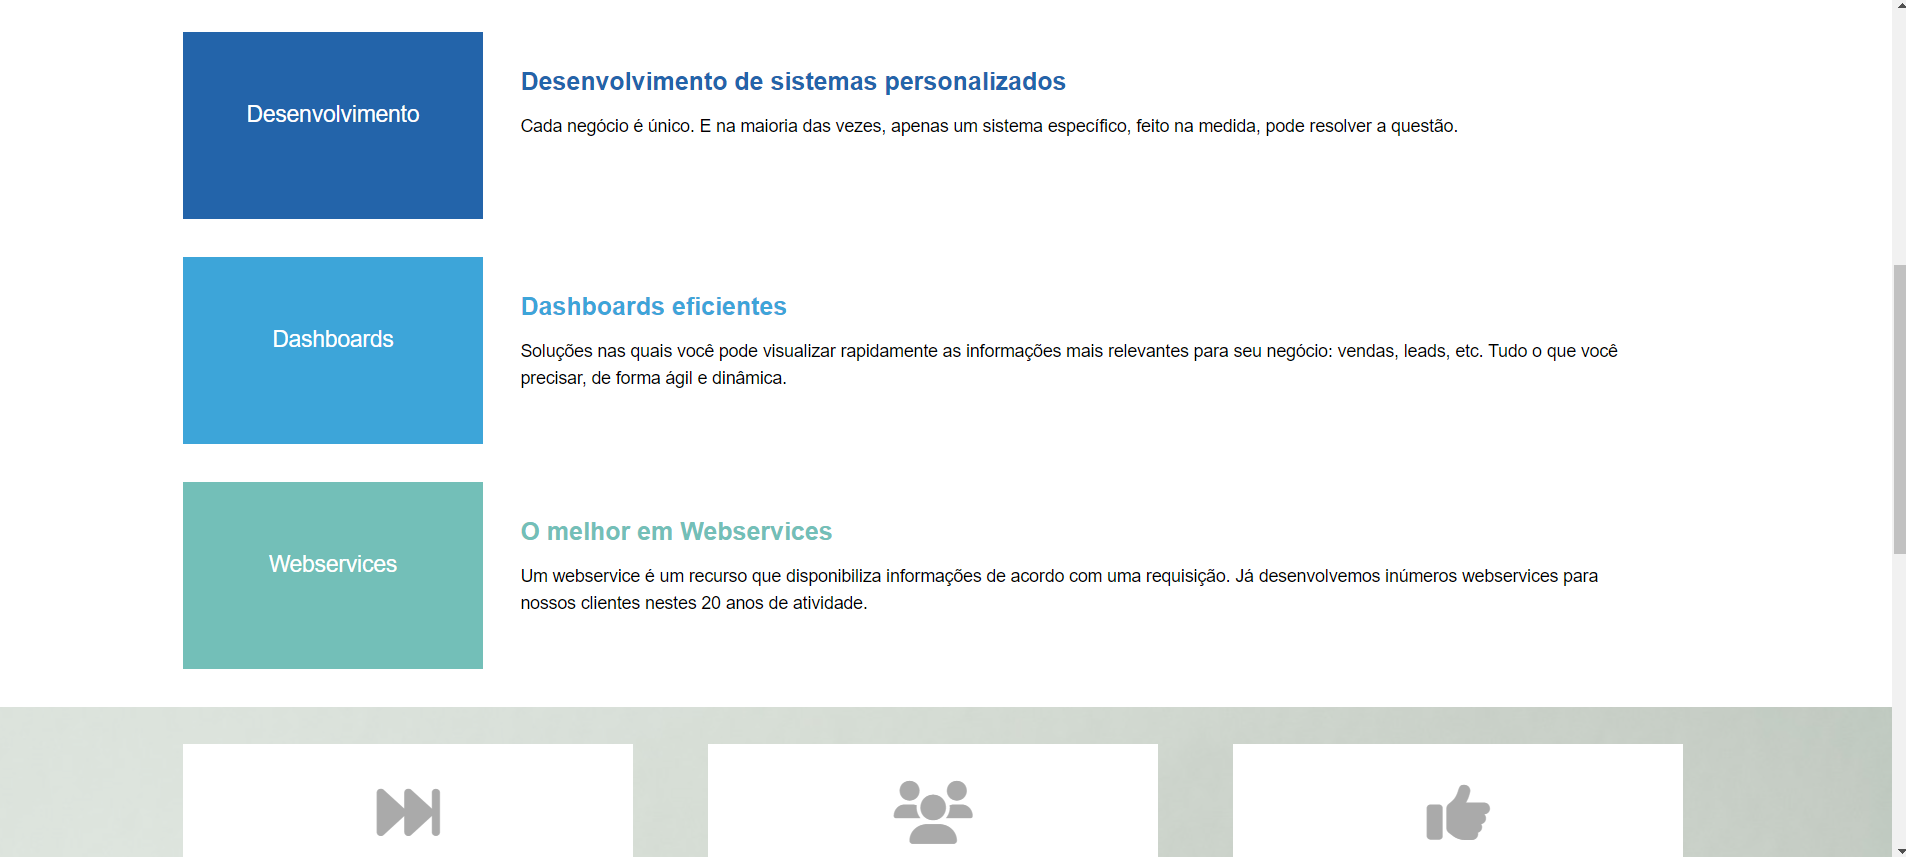 Desenvolvimento
Desenvolvimento de sistemas personalizados
Cada negócio é único. E na maioria das vezes, apenas um sistema específico, feito na medida, pode resolver a questão.
Dashboards
Dashboards eficientes
Soluções nas quais você pode visualizar rapidamente as informações mais relevantes para seu negócio: vendas, leads, etc. Tudo o que você
precisar, de forma ágil e dinâmica.
Webservices
O melhor em Webservices
Um webservice é um recurso que disponibiliza informações de acordo com uma requisição. Já desenvolvemos inúmeros webservices para
nossos clientes nestes 20 anos de atividade.